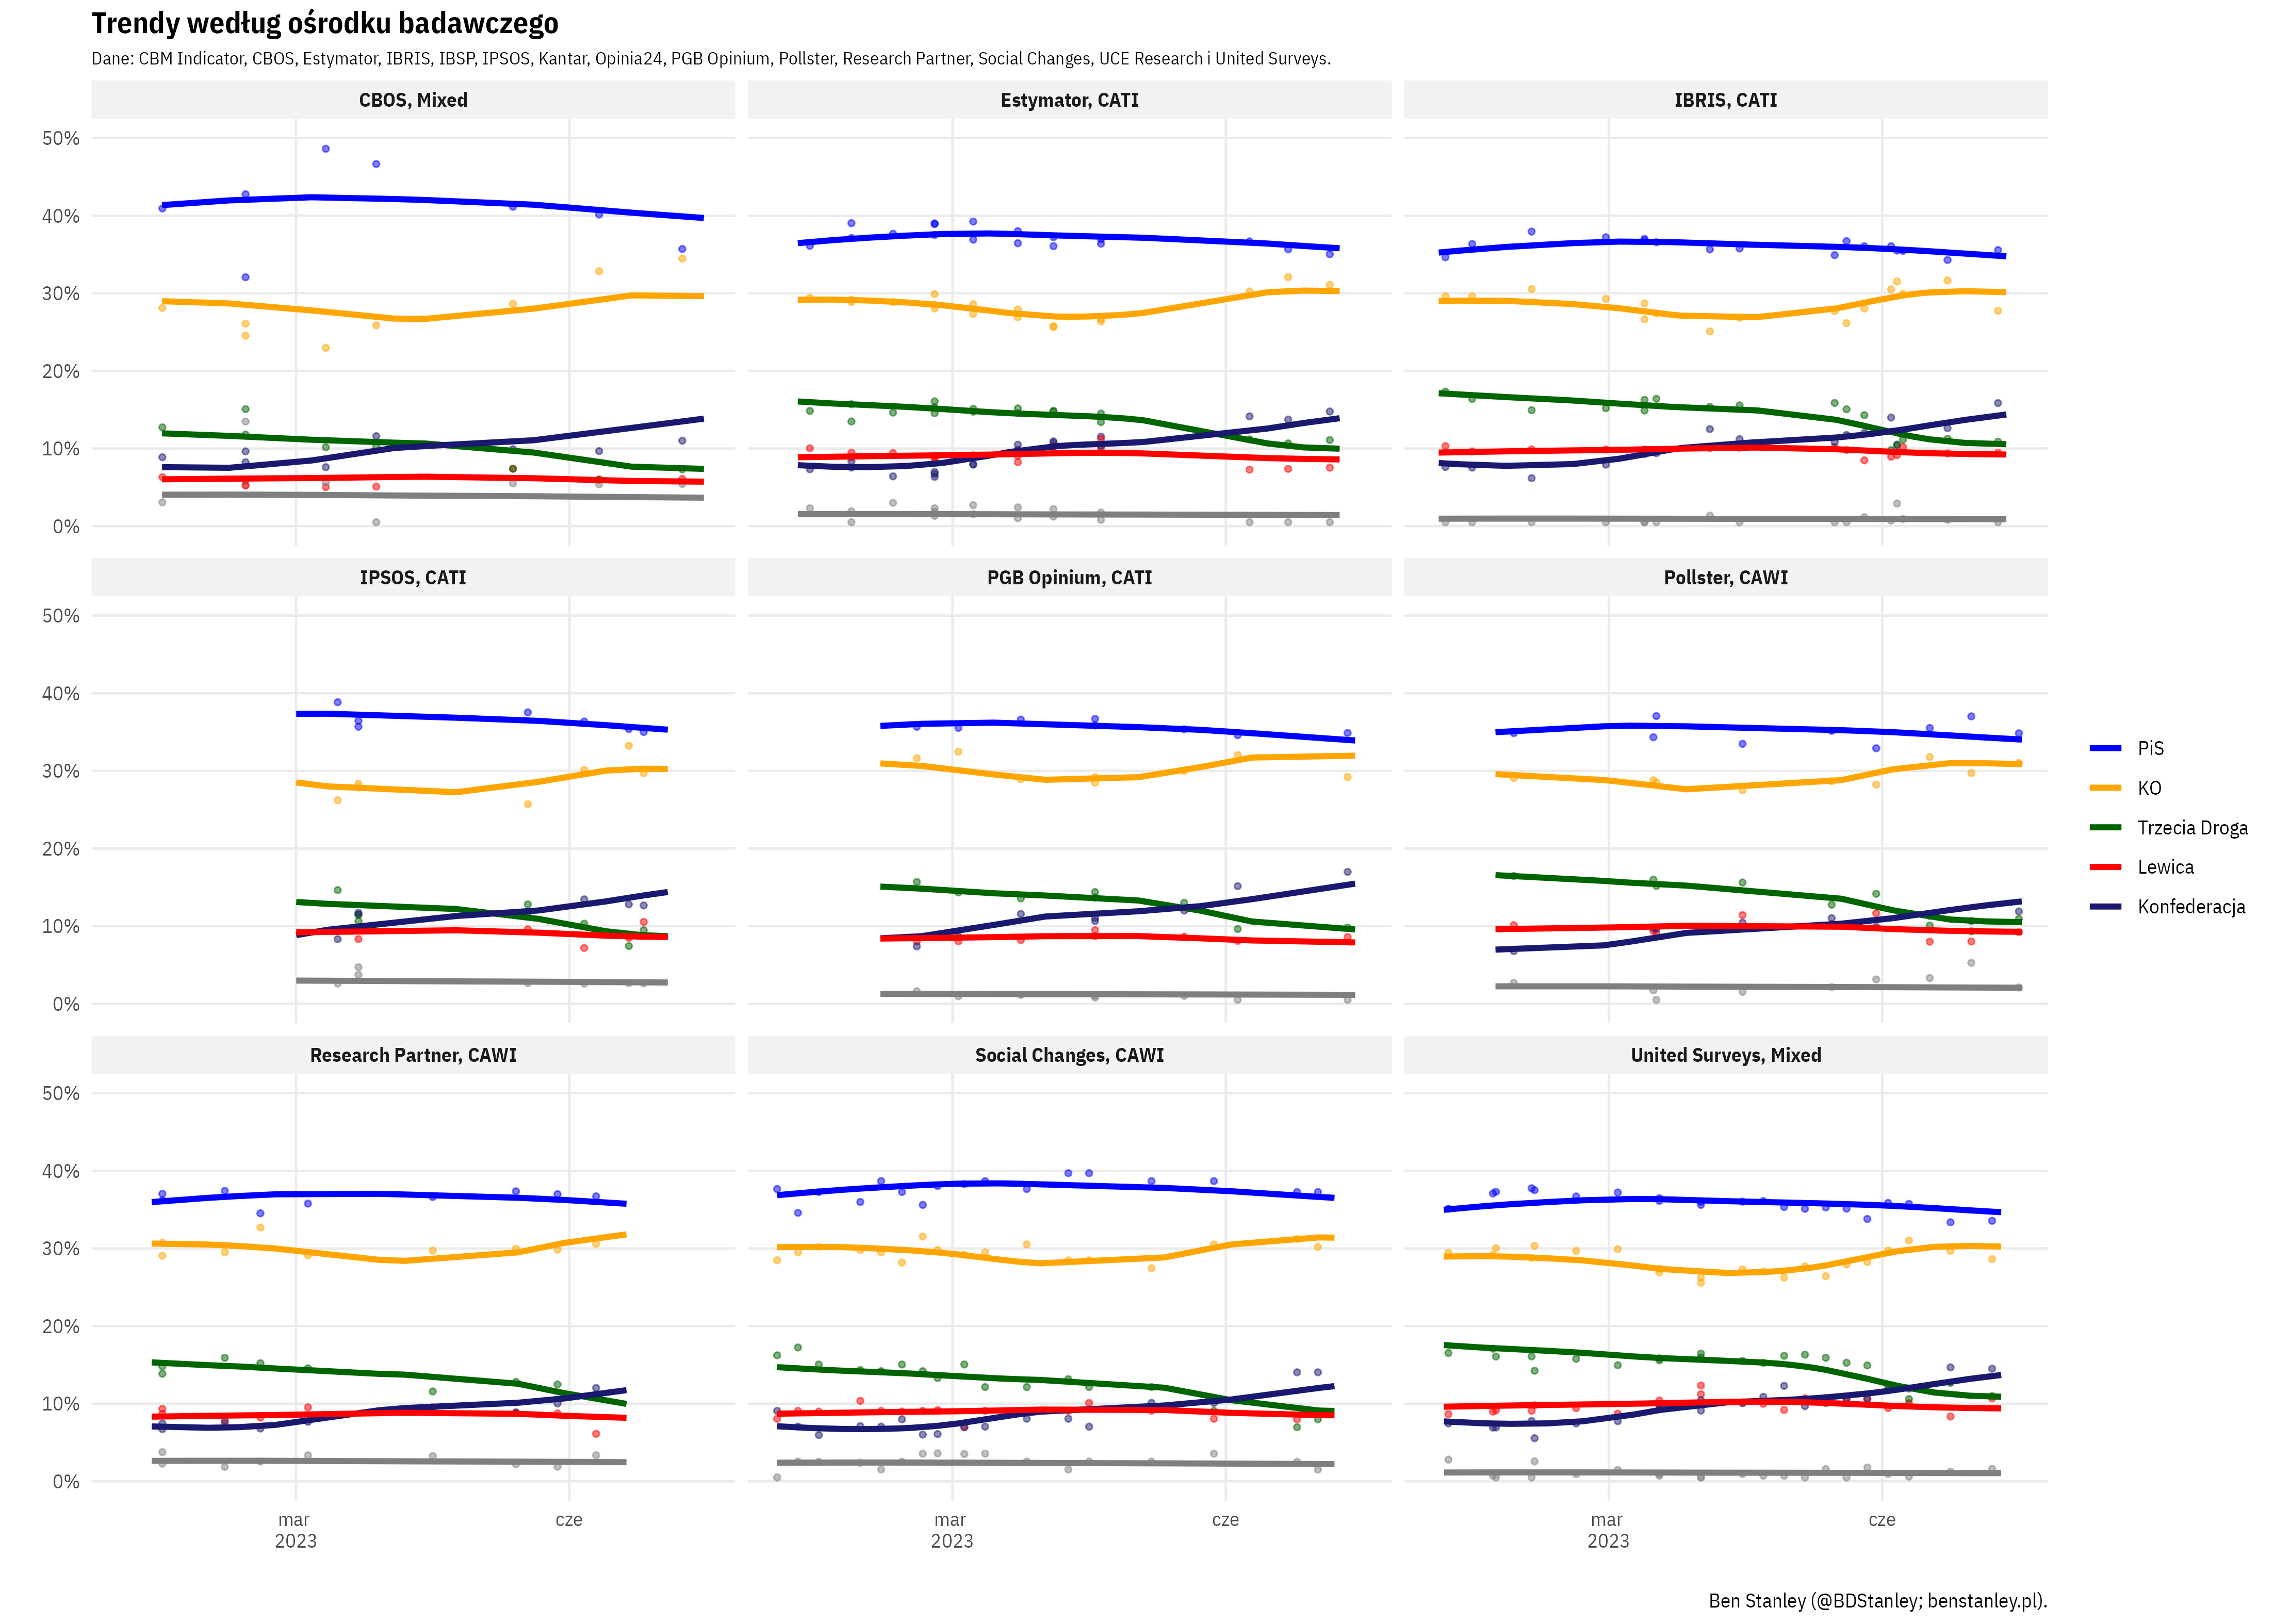 Trendy według ośrodku badawczego
Dane: CBM Indicator, CBOS, Estymator, IBRIS, IBSP, IPSOS, Kantar, Opinia24, PGB Opinium, Pollster, Research Partner, Social Changes, UCE Research i United Surveys.
CBOS, Mixed
Estymator, CATI
IBRIS, CATI
50%
40%
30%
20%
10%
0%
IPSOS, CATI
PGB Opinium, CATI
Pollster, CAWI
50%
40%
30%
20%
10%
0%
Research Partner, CAWI
Social Changes, CAWI
United Surveys, Mixed
50%
40%
30%
20%
10%
0%
mar
2023
cze
mar
2023
cze
mar
2023
cze
PiS
KO
Trzecia Droga
Lewica
Konfederacja
Ben Stanley (@BDStanley; benstanley.pl).